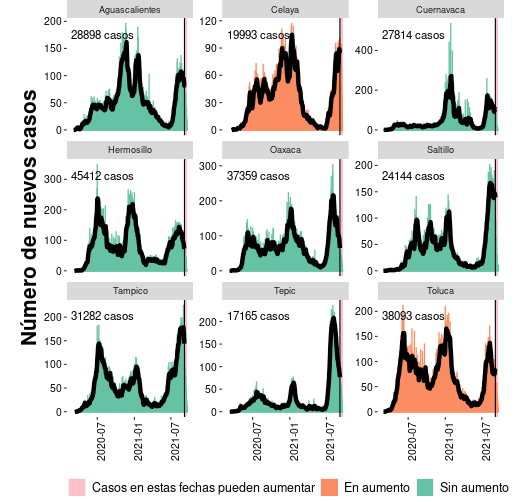 Número de nuevos casos
Aguascalientes
200
150
100
50
0
28898 casos
Celaya
120
90
60
30
0
19993 casos
Cuernavaca
400
200
0
27814 casos
Hermosillo
300
200
100
0
45412 casos
Oaxaca
300
200
100
0
37359 casos
Saltillo
200
150
100
50
0
24144 casos
Tampico
200
150
100
50
0
31282 casos
Tepic
200
150
100
50
0
17165 casos
Toluca
200
150
100
50
0
38093 casos
2020-07
2021-01
2021-07
2020-07
2021-01
2021-07
2020-07
2021-01
2021-07
Casos en estas fechas pueden aumentar
En aumento
Sin aumento